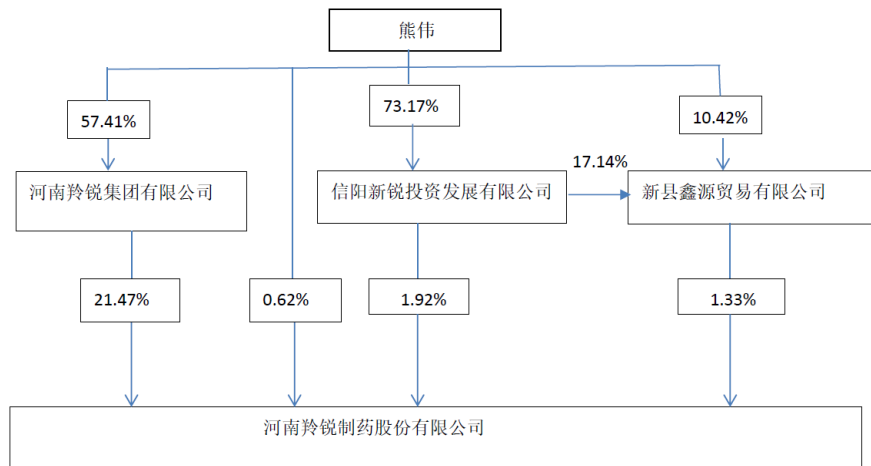 熊伟
57.41%
73.17%
10.42%
17.14%
河南羚锐集团有限公司
信阳新锐投资发展有限公司
新县鑫源贸易有限公司
21.47%
0.62%
1.92%
1.33%
河南羚锐制药股份有限公司